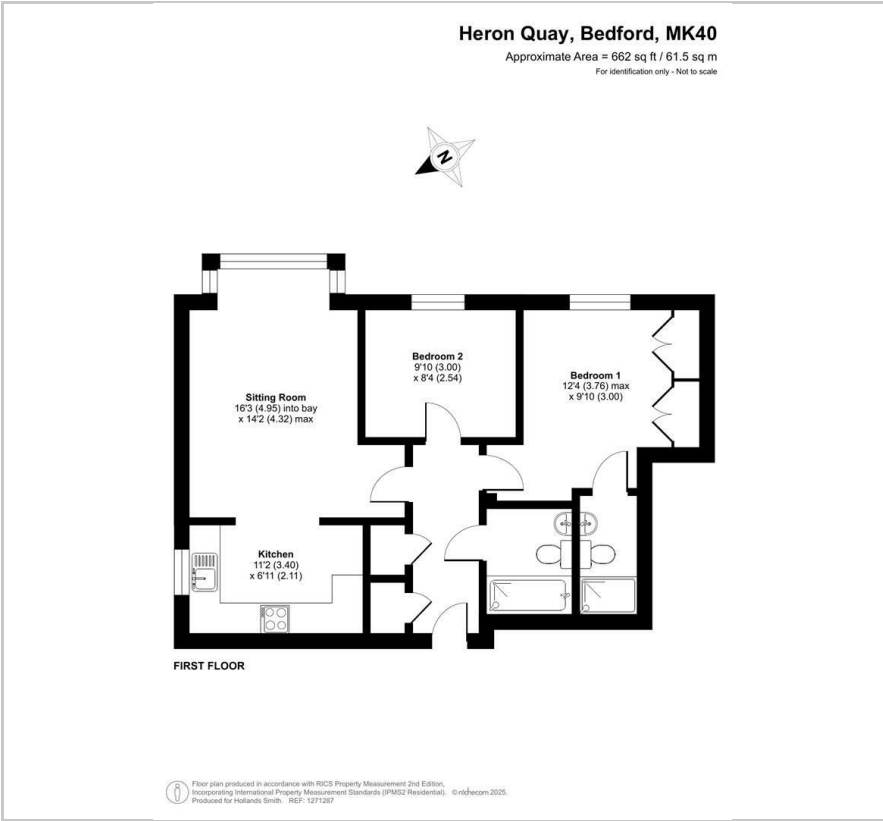 Heron Quay, Bedford, MK40
Approximate Area = 662 sq ft / 61.5 sq m
For identification only - Not to scale
N
Bedroom 2
9'10 (3.00)
x 8'4 (2.54)
Bedroom 1
12'4 (3.76) max
x 9'10 (3.00)
Sitting Room
16'3 (4.95) into bay
x 14'2 (4.32) max
Kitchen
11'2 (3.40)
x 6'11 (2.11)
FIRST FLOOR
Floor plan produced in accordance with RICS Property Measurement 2nd Edition,
Incorporating International Property Measurement Standards (IPMS2 Residential). © nichecom 2025.
Produced for Hollands Smith. REF: 1271287